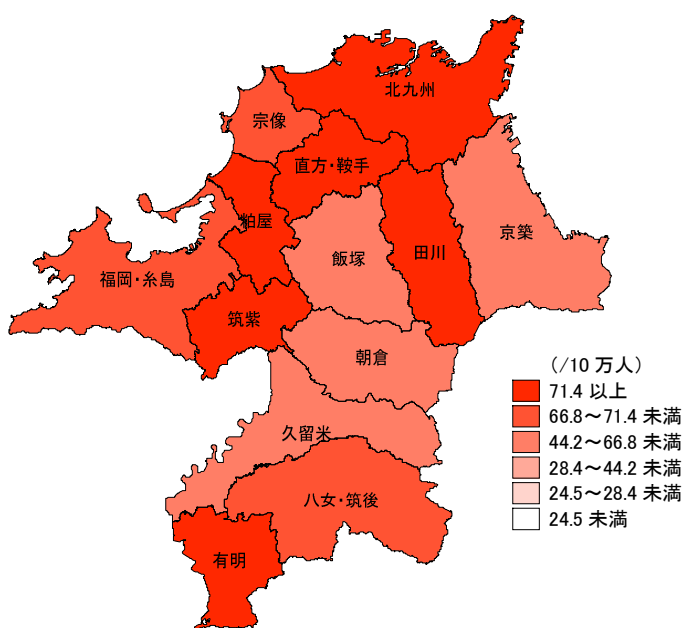 北九州
宗像
直方・鞍手
粕屋
京築
田川
飯塚
福岡・糸島
筑紫
朝倉
久留米
八女・筑後
有明
（/10 万人）
71.4 以上
66.8～71.4 未満
44.2～66.8 未満
28.4～44.2 未満
24.5～28.4 未満
24.5 未満